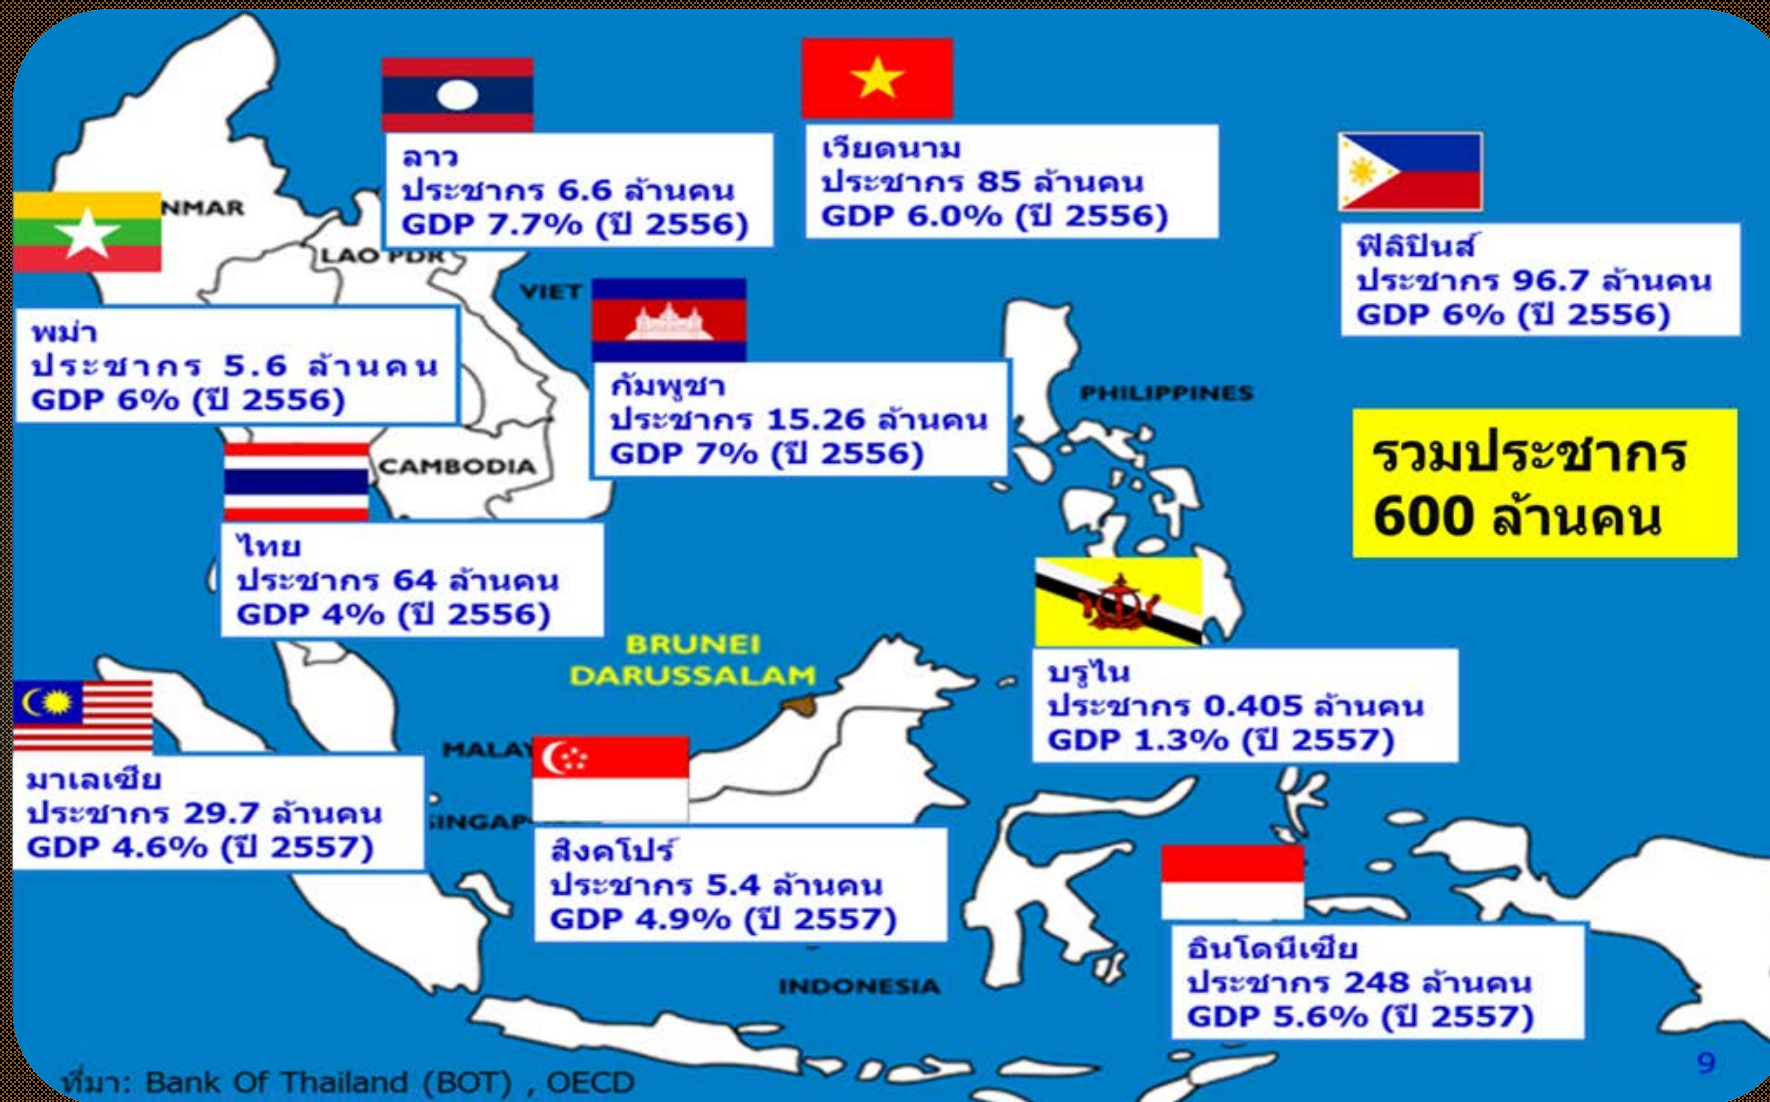 ลาว
ประชากร 6.6 ล้านคน
GDP 7.7% (ปี 2556)
เวียดนาม
ประชากร 85 ล้านคน
GDP 6.0% (ปี 2556)
ฟิลิปินส์
ประชากร 96.7 ล้านคน
GDP 6% (ปี 2556)
NMAR
LAO PDR
VIET
พม่า
ประชากร 5.6 ล้านคน
GDP 6% (ปี 2556)
กัมพูชา
ประชากร 15.26 ล้านคน
GDP 7% (ปี 2556)
PHILIPPINES
รวมประชากร
600 ล้านคน
CAMBODIA
ไทย
ประชากร 64 ล้านคน
GDP 4% (ปี 2556)
BRUNEI
DARUSSALAM
บรูไน
ประชากร 0.405 ล้านคน
GDP 1.3% (ปี 2557)
MALAY
มาเลเซีย
ประชากร 29.7 ล้านคน
GDP 4.6% (ปี 2557)
SINGAP
สิงคโปร์
ประชากร 5.4 ล้านคน
GDP 4.9% (ปี 2557)
INDONESIA
อินโดนีเซีย
ประชากร 248 ล้านคน
GDP 5.6% (ปี 2557)
9
ที่มา: Bank Of Thailand (BOT) , OECD